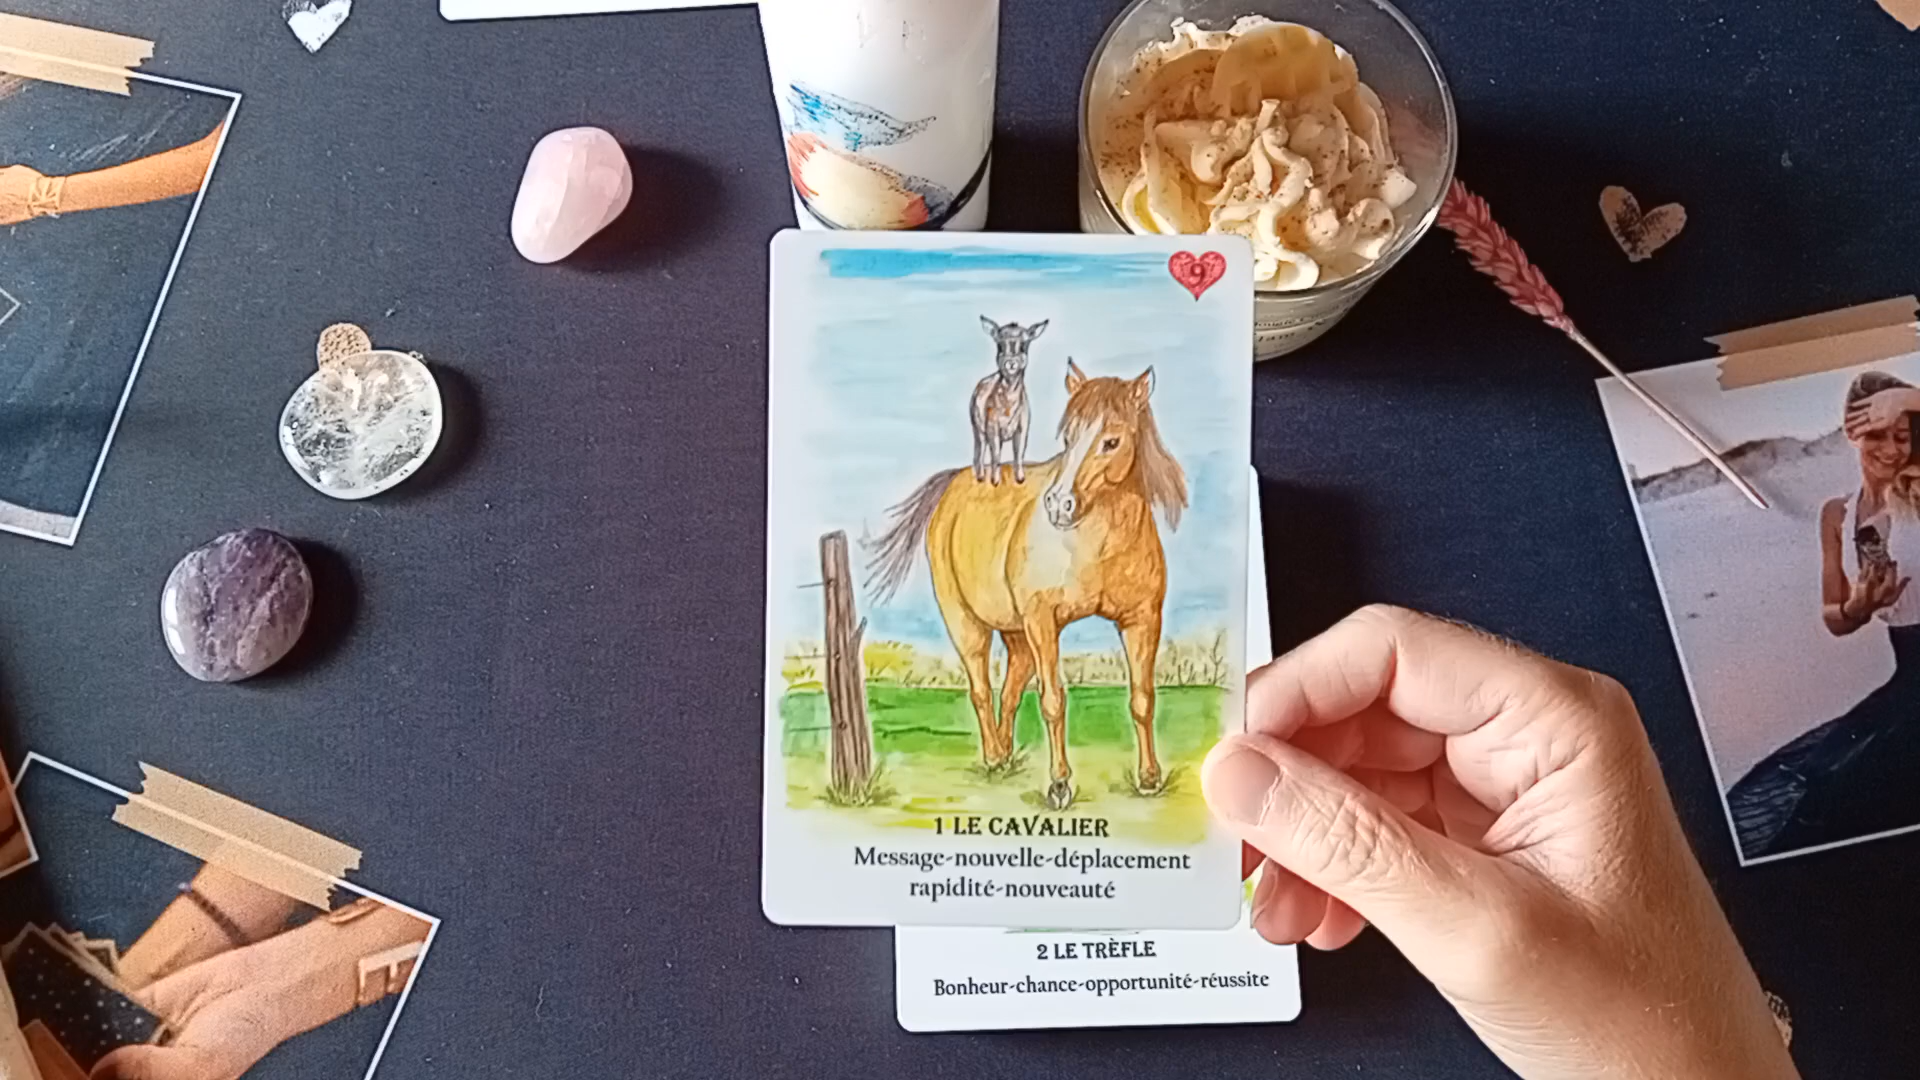 9
1 LE CAVALIER
Message-nouvelle-déplacement
rapidité-nouveauté
2 LE TRÈFLE
Bonheur-chance-opportunité-réussite